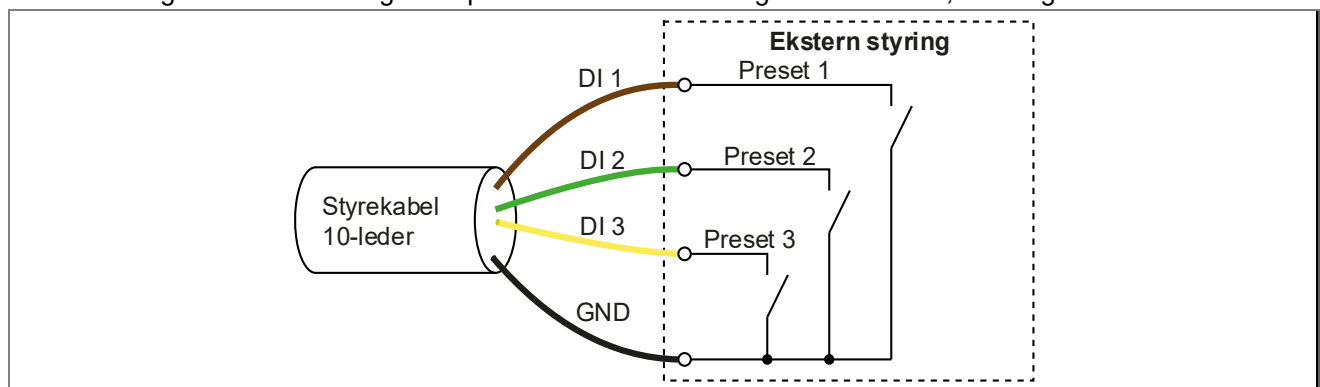 Ekstern styring
DI 1
Preset 1
DI 2
Preset 2
Styrekabel
10-leder
DI 3
Preset 3
GND